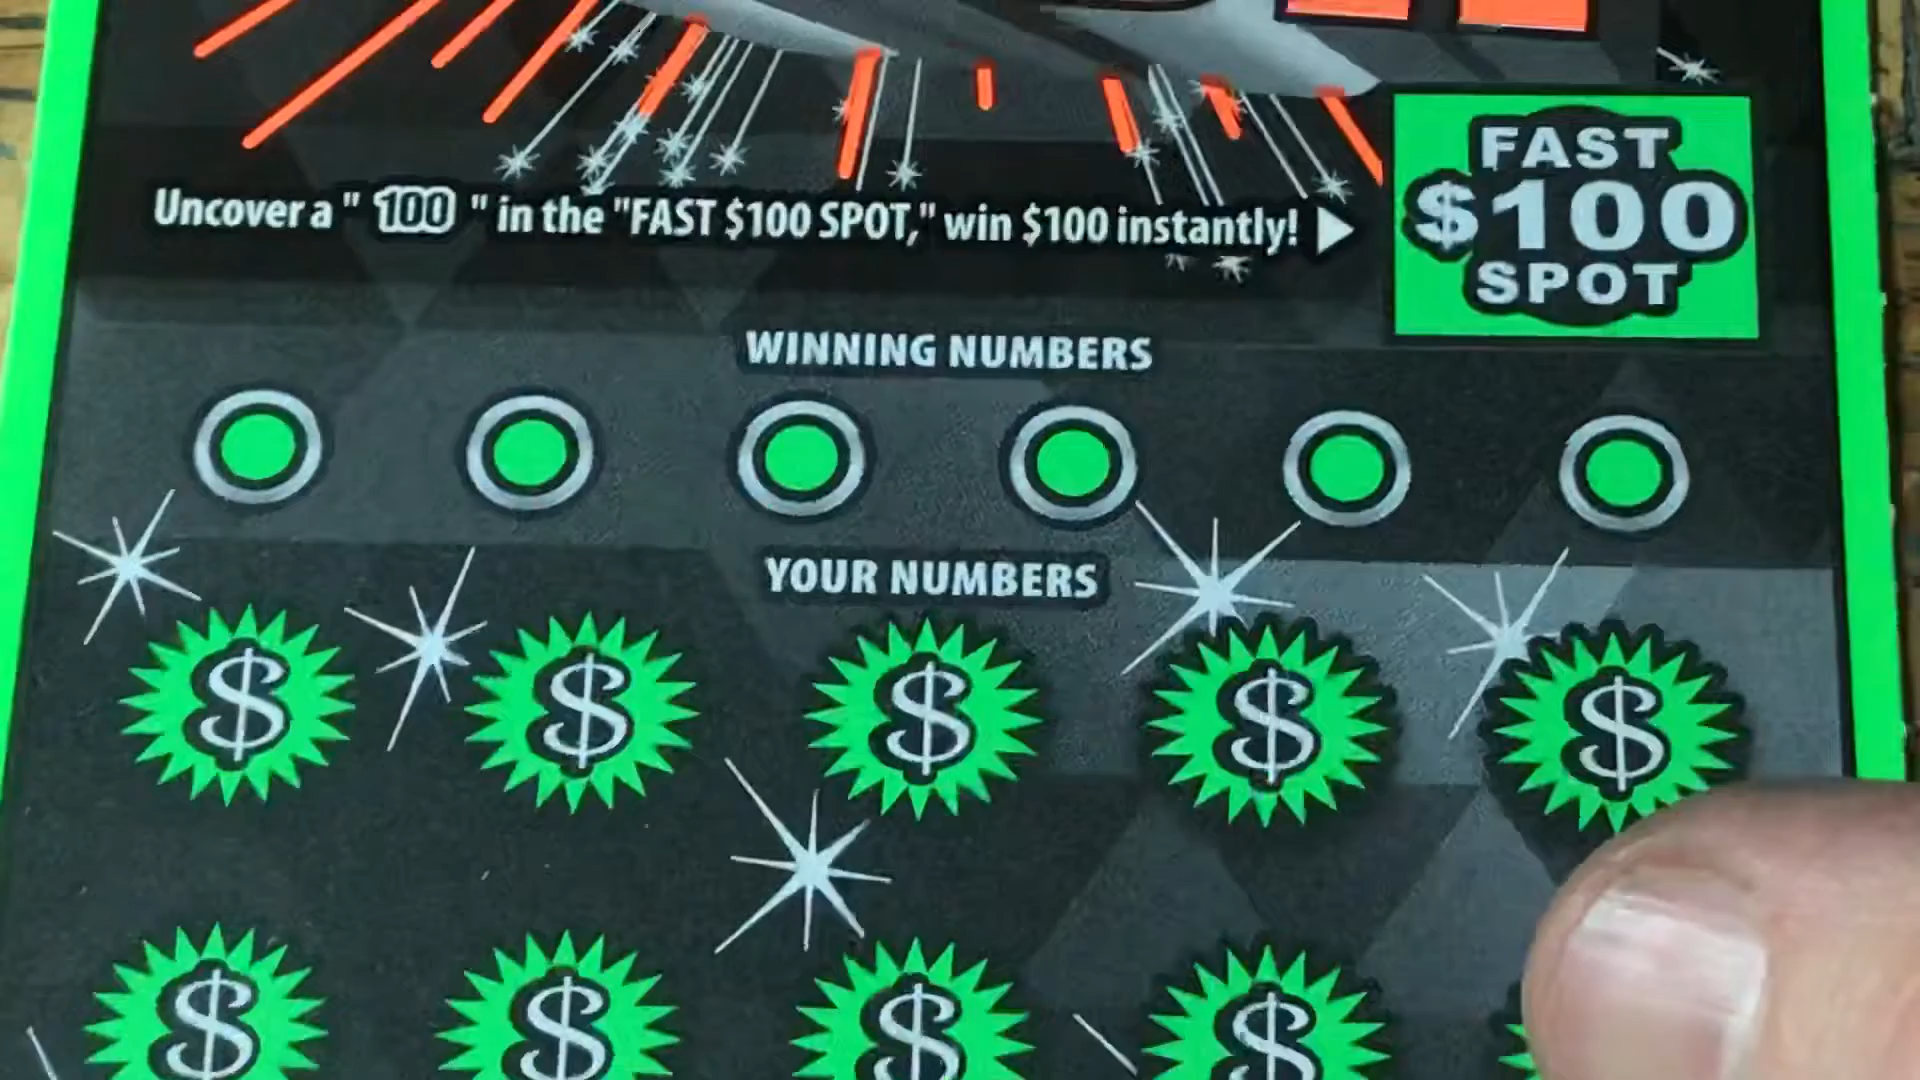 Uncover a " 100 " in the "FAST $100 SPOT," win $100 instantly!
FAST
$100
SPOT
WINNING NUMBERS
YOUR NUMBERS
$ $ $ $ $
$ $ $ $